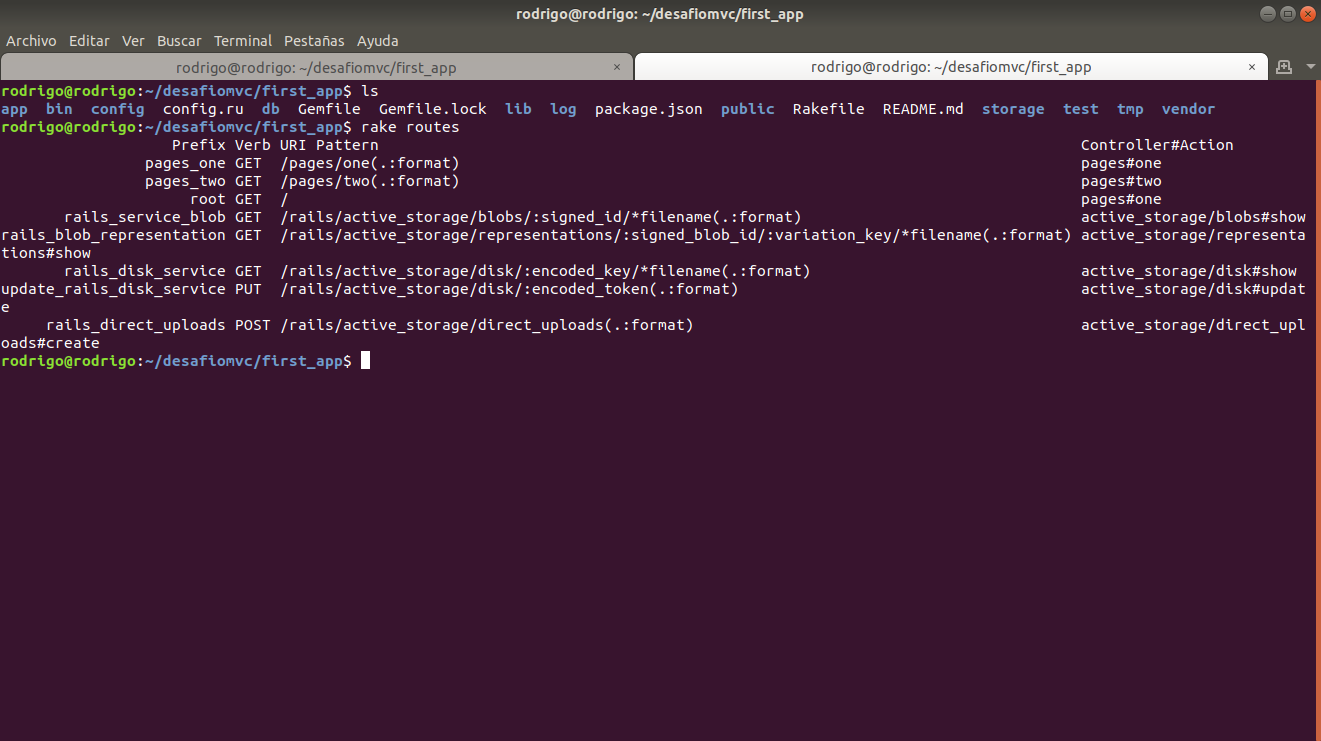 rodrigo@rodrigo: ~/desafiomvc/first_app
Archivo Editar Ver Buscar Terminal Pestañas Ayuda
rodrigo@rodrigo: ~/desafiomvc/first_app × rodrigo@rodrigo: ~/desafiomvc/first_app ×
rodrigo@rodrigo:~/desafiomvc/first_app$ ls
app bin config config.ru db Gemfile Gemfile.lock lib log package.json public Rakefile README.md storage test tmp vendor
rodrigo@rodrigo:~/desafiomvc/first_app$ rake routes
Prefix Verb URI Pattern Controller#Action
pages_one GET /pages/one(.:format) pages#one
pages_two GET /pages/two(.:format) pages#two
root GET / pages#one
rails_service_blob GET /rails/active_storage/blobs/:signed_id/*filename(.:format) active_storage/blobs#show
rails_blob_representation GET /rails/active_storage/representations/:signed_blob_id/:variation_key/*filename(.:format) active_storage/representa
tions#show
rails_disk_service GET /rails/active_storage/disk/:encoded_key/*filename(.:format) active_storage/disk#show
update_rails_disk_service PUT /rails/active_storage/disk/:encoded_token(.:format) active_storage/disk#updat
e
rails_direct_uploads POST /rails/active_storage/direct_uploads(.:format) active_storage/direct_upl
oads#create
rodrigo@rodrigo:~/desafiomvc/first_app$